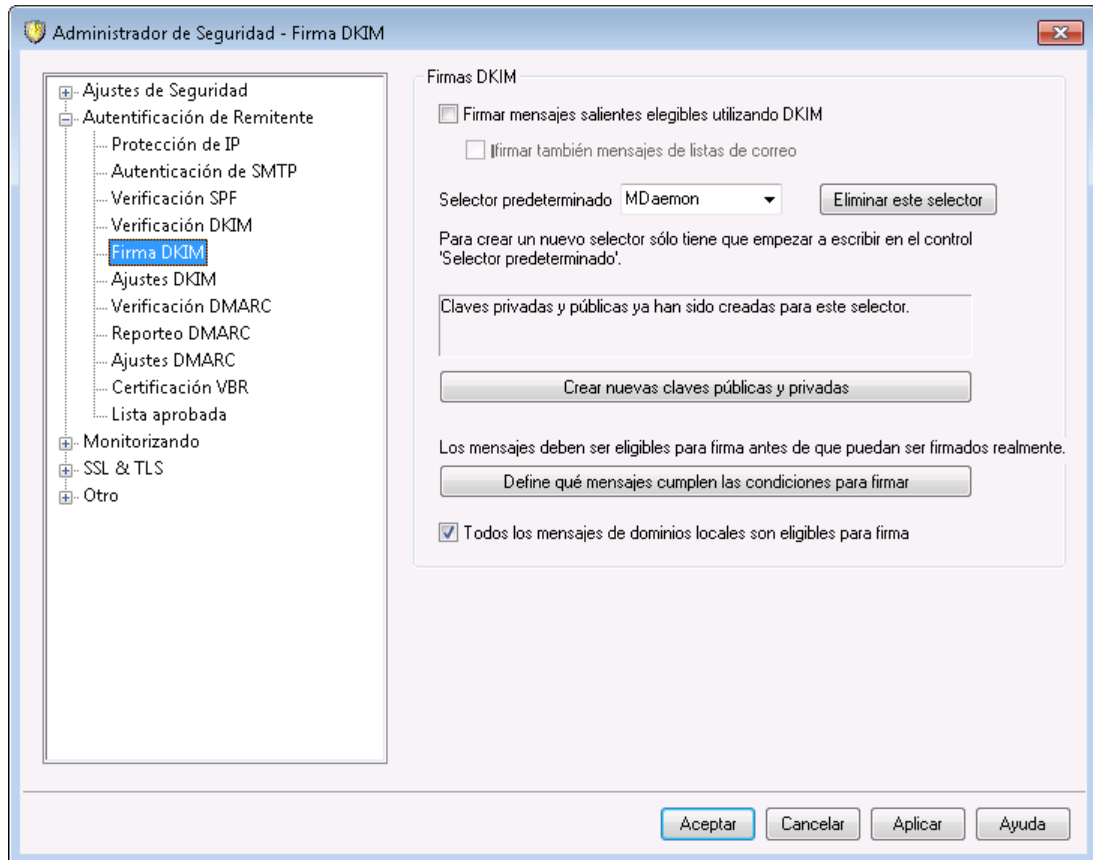 Administrador de Seguridad - Firma DKIM
Ajustes de Seguridad
Autentificación de Remitente
Protección de IP
Autenticación de SMTP
Verificación SPF
Verificación DKIM
Firma DKIM
Ajustes DKIM
Verificación DMARC
Reporteo DMARC
Ajustes DMARC
Certificación VBR
Lista aprobada
Monitorizando
SSL & TLS
Otro
Firmas DKIM
Firmar mensajes salientes elegibles utilizando DKIM
Ifirmar también mensajes de listas de correo
Selector predeterminado MDaemon Eliminar este selector
Para crear un nuevo selector sólo tiene que empezar a escribir en el control
'Selector predeterminado'.
Claves privadas y públicas ya han sido creadas para este selector.
Crear nuevas claves públicas y privadas
Los mensajes deben ser eligibles para firma antes de que puedan ser firmados realmente.
Define qué mensajes cumplen las condiciones para firmar
Todos los mensajes de dominios locales son eligibles para firma
Aceptar Cancelar Aplicar Ayuda